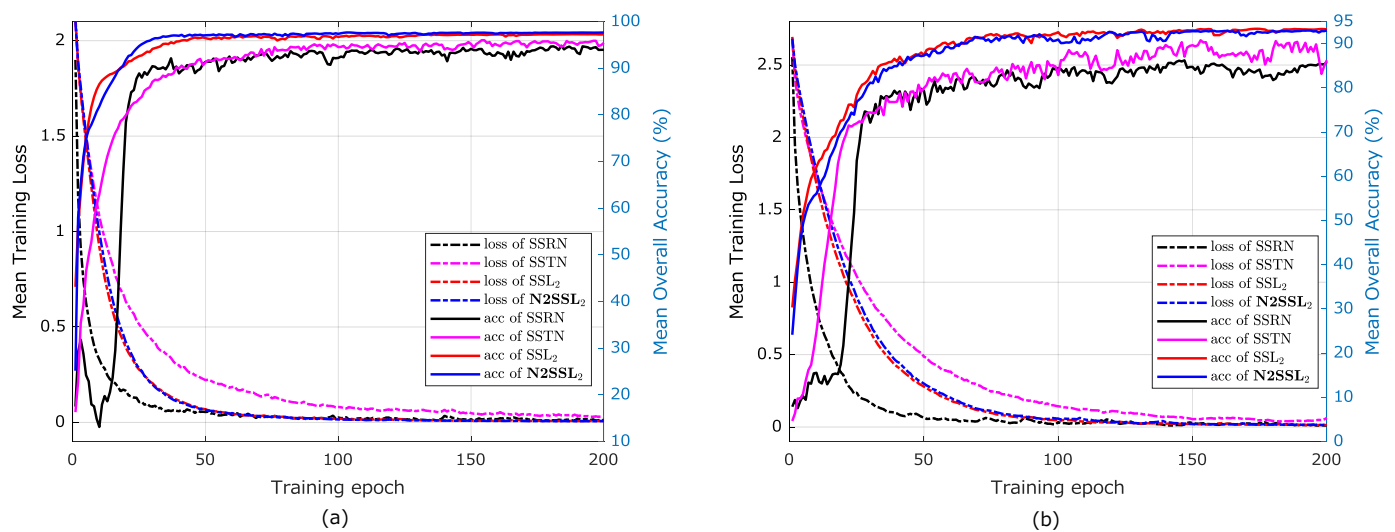 Mean Training Loss
2
1.5
1
0.5
0
100
90
80
70
60
50
40
30
20
10
Mean Overall Accuracy (%)
loss of SSRN
loss of SSTN
loss of SSL₂
loss of N2SSL₂
acc of SSRN
acc of SSTN
acc of SSL₂
acc of N2SSL₂
0 50 100 150 200
Training epoch
(a)
Mean Training Loss
2.5
2
1.5
1
0.5
0
95
90
80
70
60
50
40
30
20
10
0
Mean Overall Accuracy (%)
loss of SSRN
loss of SSTN
loss of SSL₂
loss of N2SSL₂
acc of SSRN
acc of SSTN
acc of SSL₂
acc of N2SSL₂
0 50 100 150 200
Training epoch
(b)